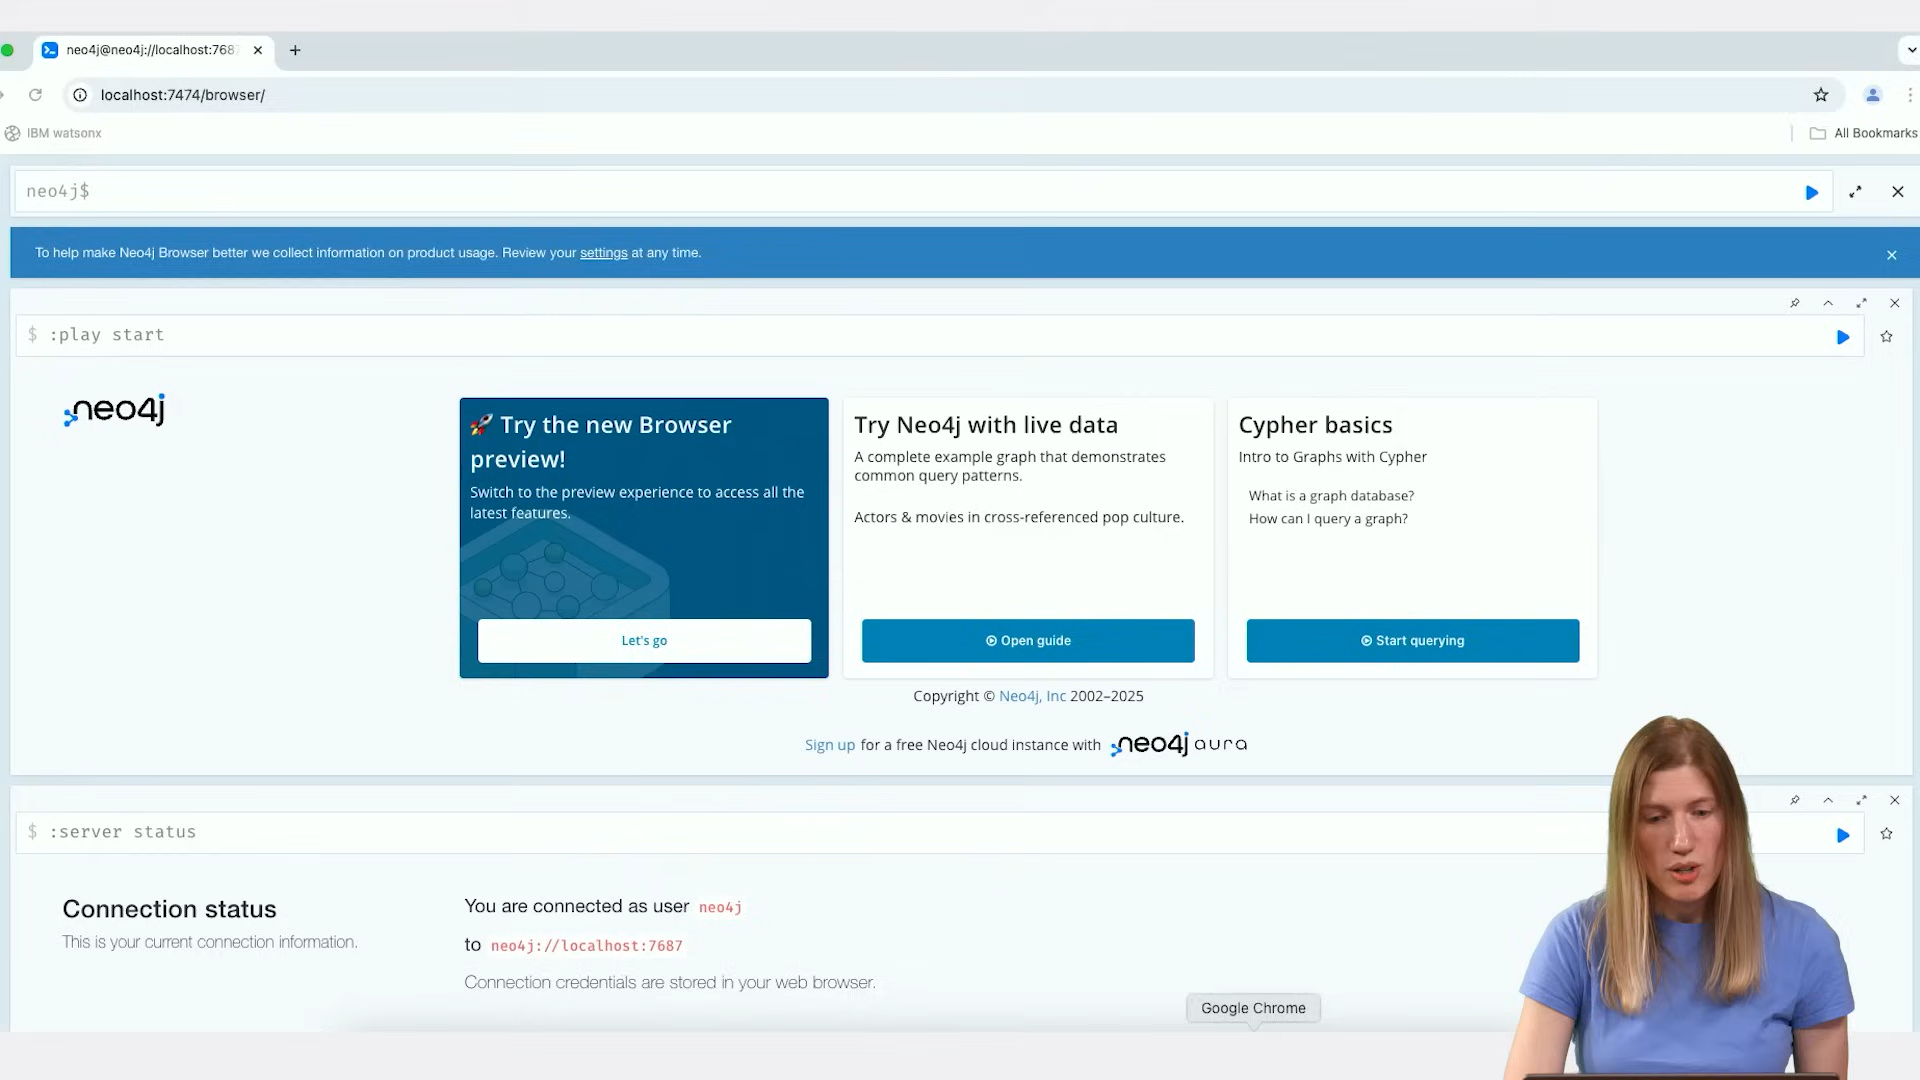 neo4j@neo4j://localhost:768
localhost:7474/browser/
IBM watsonx
All Bookmarks
neo4j$
To help make Neo4j Browser better we collect information on product usage. Review your settings at any time.
$ :play start
neo4j
🚀 Try the new Browser
preview!
Switch to the preview experience to access all the
latest features.
Let's go
Try Neo4j with live data
A complete example graph that demonstrates
common query patterns.
Actors & movies in cross-referenced pop culture.
Open guide
Cypher basics
Intro to Graphs with Cypher
What is a graph database?
How can I query a graph?
Start querying
Copyright © Neo4j, Inc 2002–2025
Sign up for a free Neo4j cloud instance with neo4j aura
$ :server status
Connection status
This is your current connection information.
You are connected as user neo4j
to neo4j://localhost:7687
Connection credentials are stored in your web browser.
Google Chrome